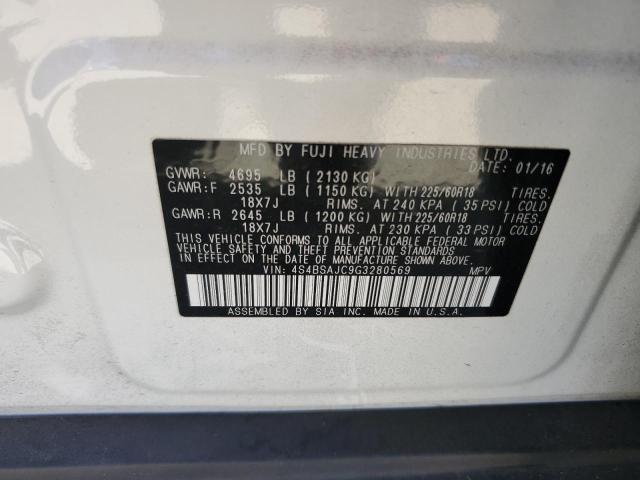 MFD BY FUJI HEAVY INDUSTRIES LTD.
DATE: 01/16
GVWR: 4695 LB (2130 KG)
GAWR:F 2535 LB (1150 KG) WITH 225/60R18 TIRES.
18X7J RIMS. AT 240 KPA (35 PSI) COLD
GAWR:R 2645 LB (1200 KG) WITH 225/60R18 TIRES.
18X7J RIMS. AT 230 KPA (33 PSI) COLD
THIS VEHICLE CONFORMS TO ALL APPLICABLE FEDERAL MOTOR
VEHICLE SAFETY AND THEFT PREVENTION STANDARDS
IN EFFECT ON THE DATE OF MANUFACTURE SHOWN ABOVE.
VIN: 4S4BSAJC9G3280569 MPV
ASSEMBLED BY SIA INC. MADE IN U.S.A.